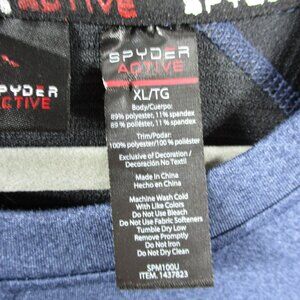 SPYDER ACTIVE
SPYDER
ACTIVE
SPYDER
ACTIVE
XL/TG
Body/Cuerpo:
89% polyester, 11% spandex
89 % poliéster, 11% spandex
Trim/Podar:
100% polyester/100 % poliéster
Exclusive of Decoration /
Decoración No Textil
Made in China
Hecho en China
Machine Wash Cold
With Like Colors
Do Not Use Bleach
Do Not Use Fabric Softeners
Tumble Dry Low
Remove Promptly
Do Not Iron
Do Not Dry Clean
SPM100U
ITEM. 1437823